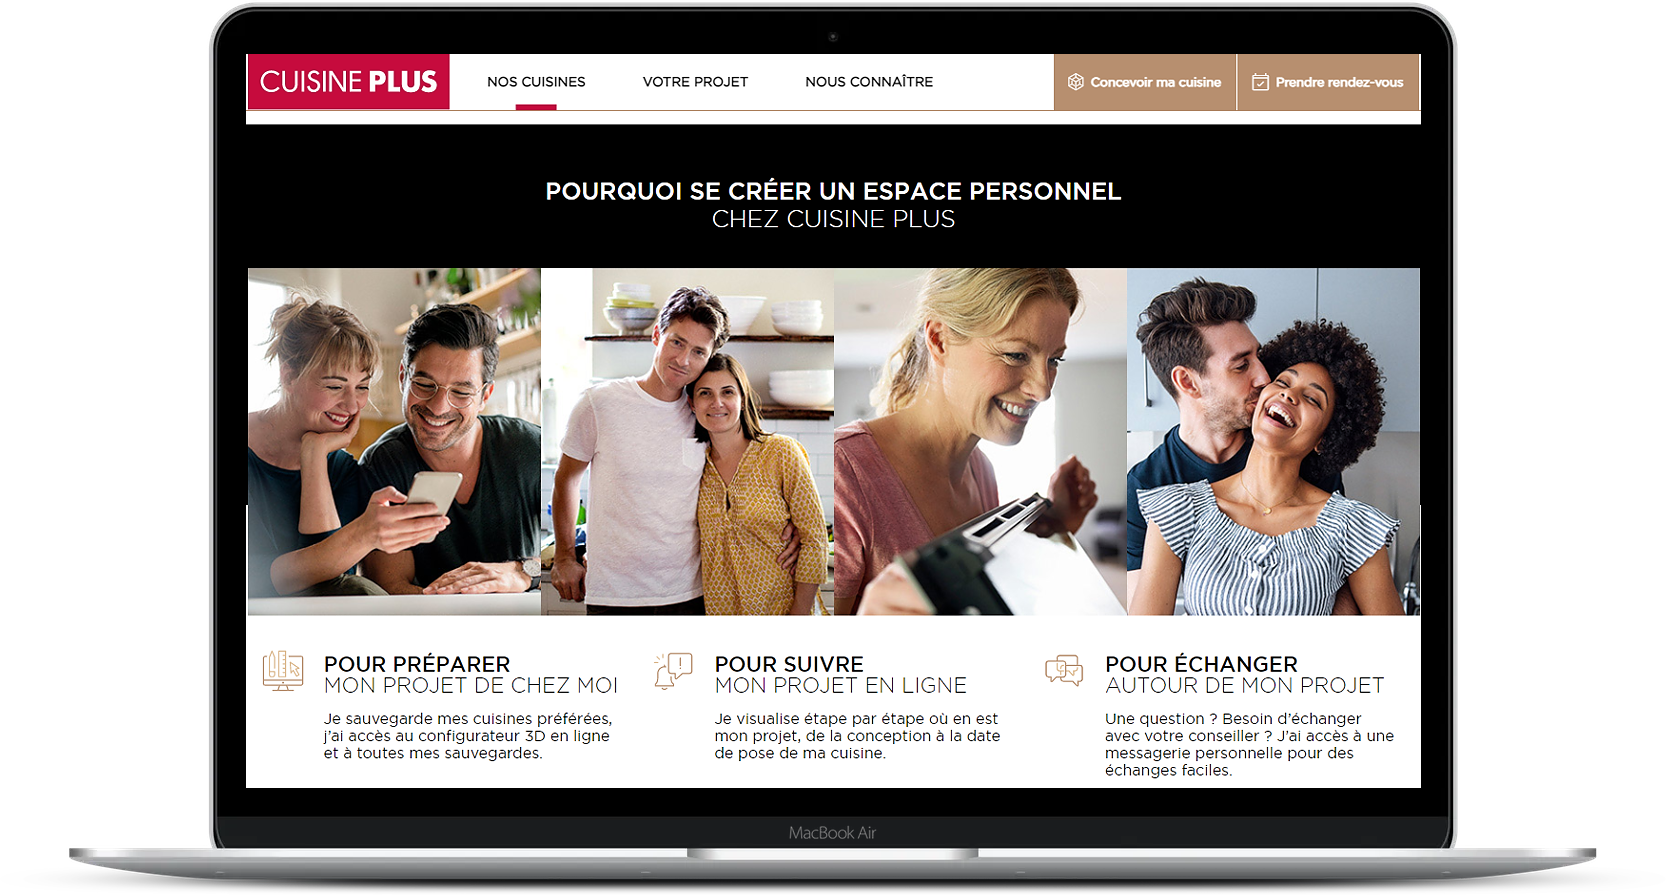 CUISINE PLUS
NOS CUISINES
VOTRE PROJET
NOUS CONNAÎTRE
Concevoir ma cuisine
Prendre rendez-vous
POURQUOI SE CRÉER UN ESPACE PERSONNEL
CHEZ CUISINE PLUS
POUR PRÉPARER
MON PROJET DE CHEZ MOI
Je sauvegarde mes cuisines préférées,
j'ai accès au configurateur 3D en ligne
et à toutes mes sauvegardes.
POUR SUIVRE
MON PROJET EN LIGNE
Je visualise étape par étape où en est
mon projet, de la conception à la date
de pose de ma cuisine.
POUR ÉCHANGER
AUTOUR DE MON PROJET
Une question ? Besoin d'échanger
avec votre conseiller ? J'ai accès à une
messagerie personnelle pour des
échanges faciles.
MacBook Air